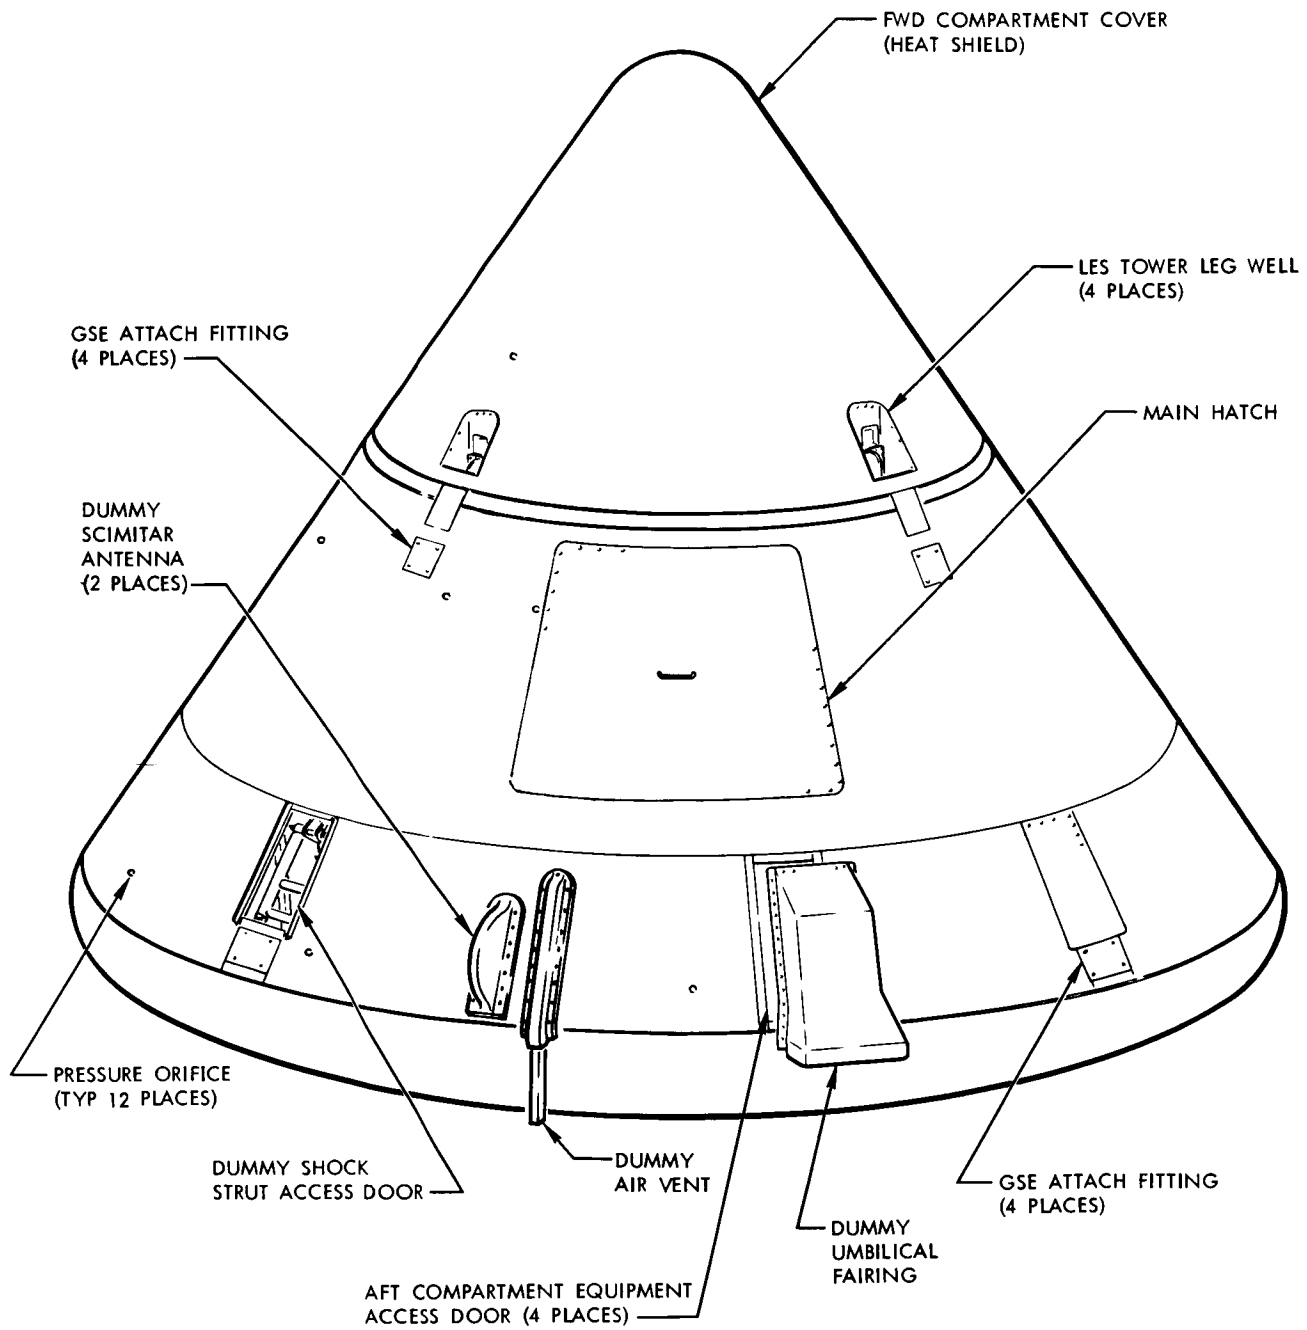 FWD COMPARTMENT COVER
(HEAT SHIELD)
LES TOWER LEG WELL
(4 PLACES)
GSE ATTACH FITTING
(4 PLACES)
MAIN HATCH
DUMMY
SCIMITAR
ANTENNA
(2 PLACES)
PRESSURE ORIFICE
(TYP 12 PLACES)
DUMMY SHOCK
STRUT ACCESS DOOR
DUMMY
AIR VENT
GSE ATTACH FITTING
(4 PLACES)
DUMMY
UMBILICAL
FAIRING
AFT COMPARTMENT EQUIPMENT
ACCESS DOOR (4 PLACES)